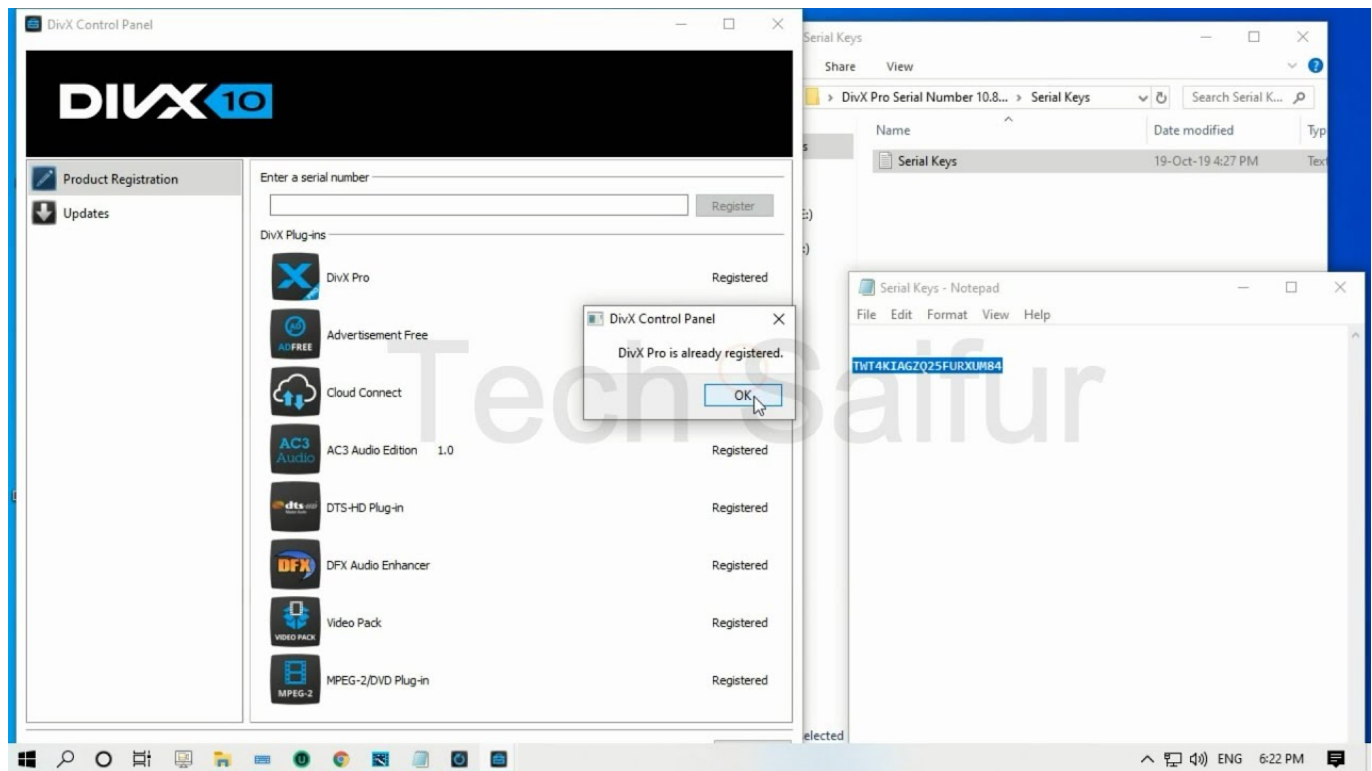 DivX Control Panel
DIVX 10
Product Registration
Updates
Enter a serial number
Register
DivX Plug-ins
DivX Pro Registered
ADFREE
Advertisement Free
Cloud Connect
AC3 Audio
AC3 Audio Edition 1.0 Registered
dts
DTS-HD Plug-in Registered
DFX
DFX Audio Enhancer Registered
VIDEO PACK
Video Pack Registered
MPEG-2
MPEG-2/DVD Plug-in Registered
DivX Control Panel
DivX Pro is already registered.
OK
Serial Keys
Share View
DivX Pro Serial Number 10.8... > Serial Keys
Search Serial K...
Name Date modified Typ
Serial Keys 19-Oct-19 4:27 PM Text
elected
Serial Keys - Notepad
File Edit Format View Help
TWT4KIAGZQ25FURXUM84
Tech Saifur
ENG 6:22 PM